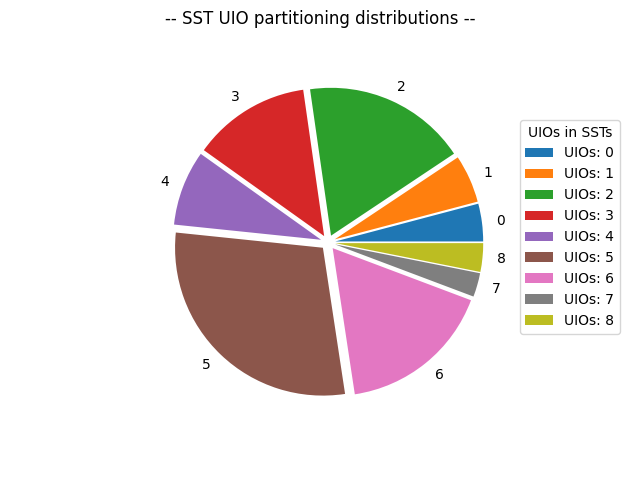 -- SST UIO partitioning distributions --
2
3
1
4
0
8
7
5
6
UIOs in SSTs
UIOs: 0
UIOs: 1
UIOs: 2
UIOs: 3
UIOs: 4
UIOs: 5
UIOs: 6
UIOs: 7
UIOs: 8